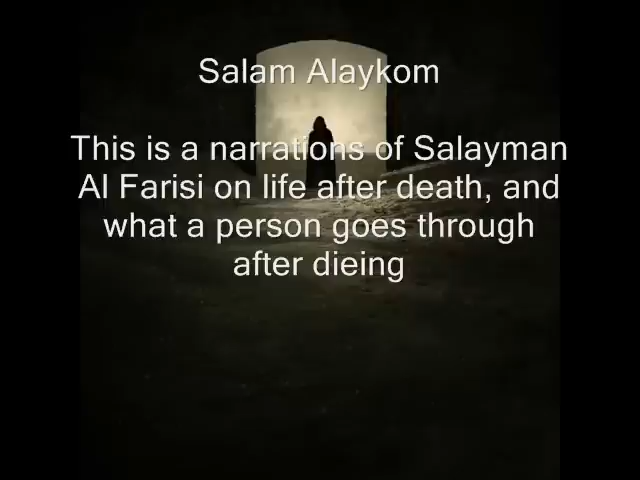 Salam Alaykom
This is a narrations of Salayman
Al Farisi on life after death, and
what a person goes through
after dieing